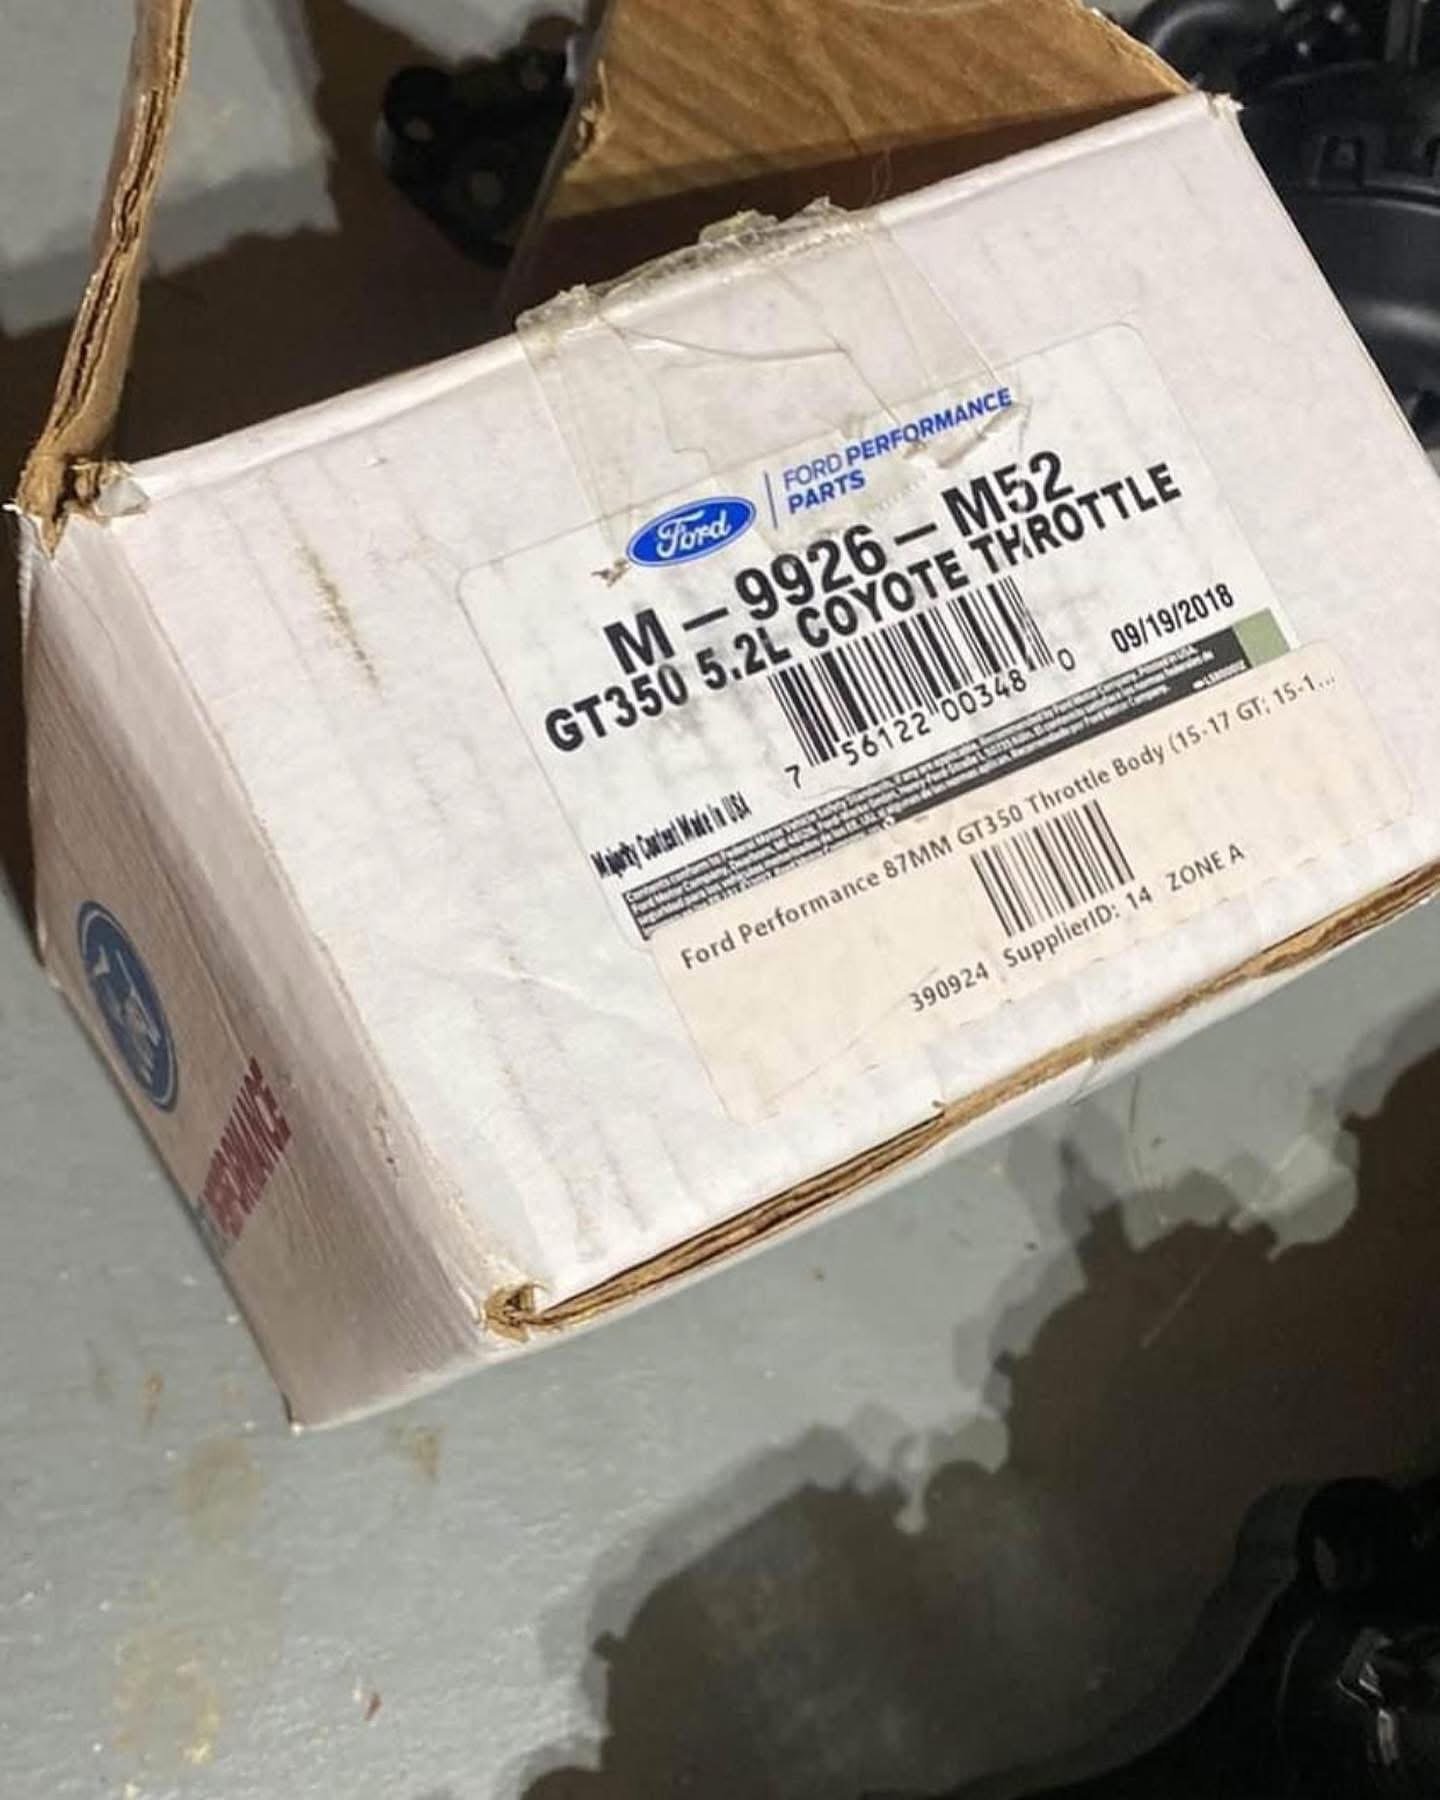 Ford
FORD PERFORMANCE
PARTS
M-9926-M52
GT350 5.2L COYOTE THROTTLE
7 56122 00348 0
09/19/2018
Majority Content Made in USA
Ford Performance 87MM GT350 Throttle Body (15-17 GT; 15-1...
390924 SupplierID: 14 ZONE A
PERFORMANCE